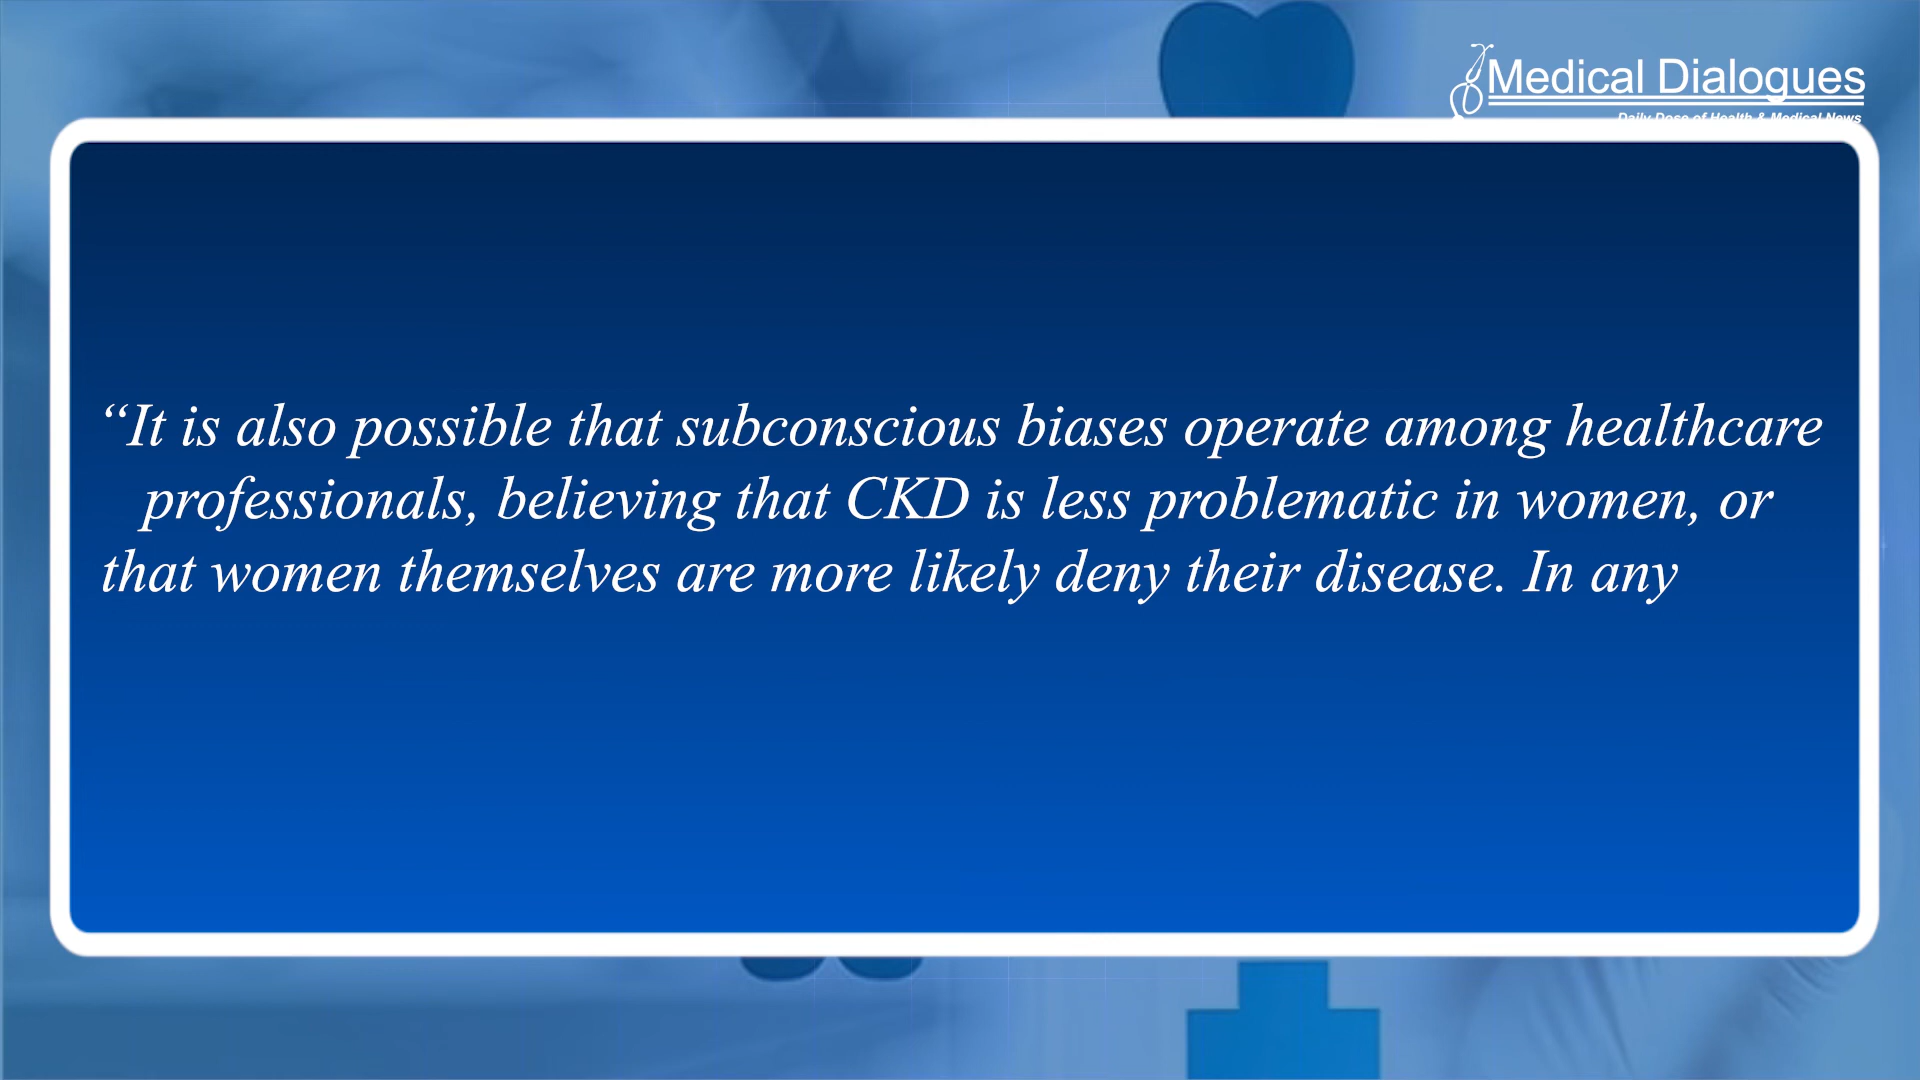 Medical Dialogues
Daily Dose of Health & Medical News
“It is also possible that subconscious biases operate among healthcare
professionals, believing that CKD is less problematic in women, or
that women themselves are more likely deny their disease. In any